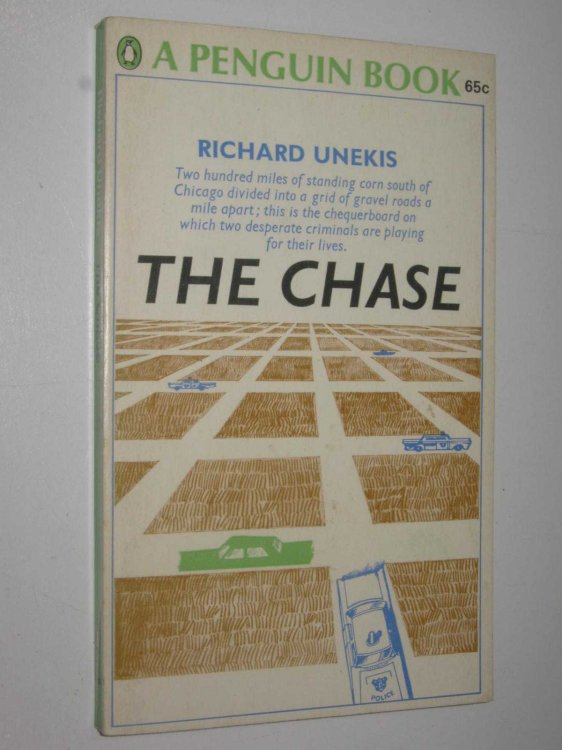 A PENGUIN BOOK 65c
RICHARD UNEKIS
Two hundred miles of standing corn south of
Chicago divided into a grid of gravel roads a
mile apart; this is the chequerboard on
which two desperate criminals are playing
for their lives.
THE CHASE
POLICE